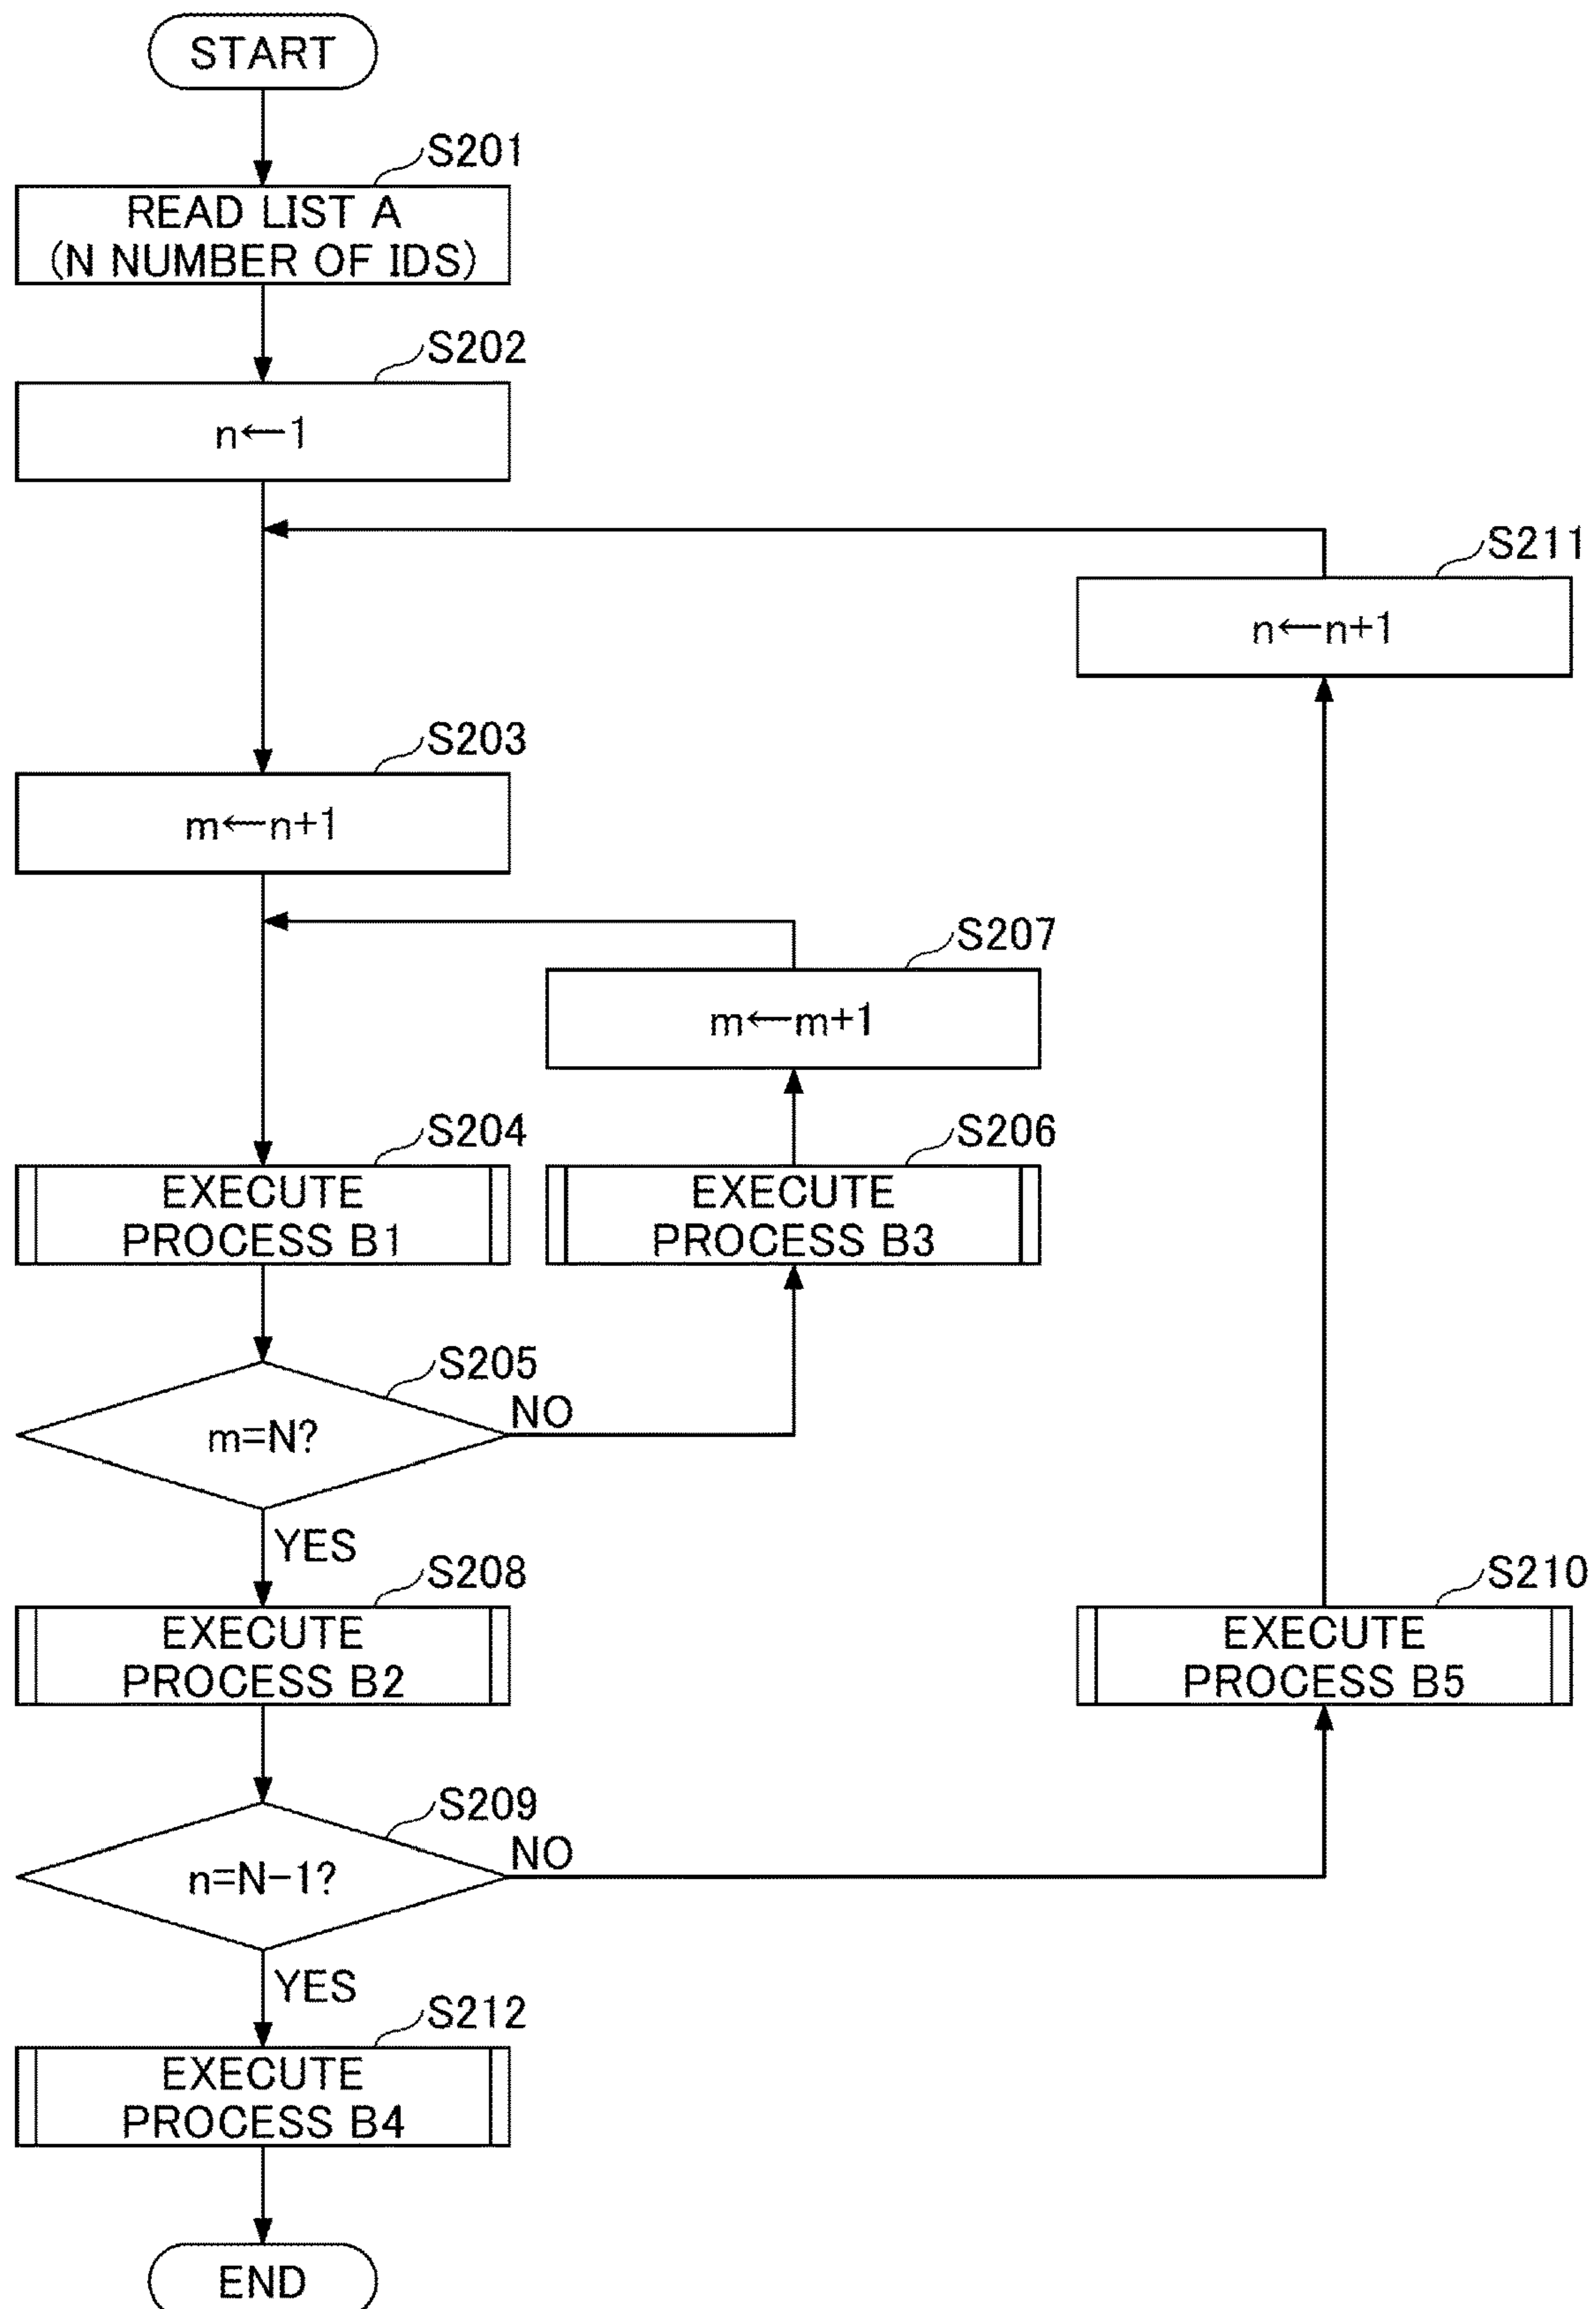 START
S201
READ LIST A
(N NUMBER OF IDS)
S202
n←1
S211
n←n+1
S203
m←n+1
S207
m←m+1
S204
EXECUTE
PROCESS B1
S206
EXECUTE
PROCESS B3
S205
m=N?
NO
YES
S208
EXECUTE
PROCESS B2
S210
EXECUTE
PROCESS B5
S209
n=N-1?
NO
YES
S212
EXECUTE
PROCESS B4
END